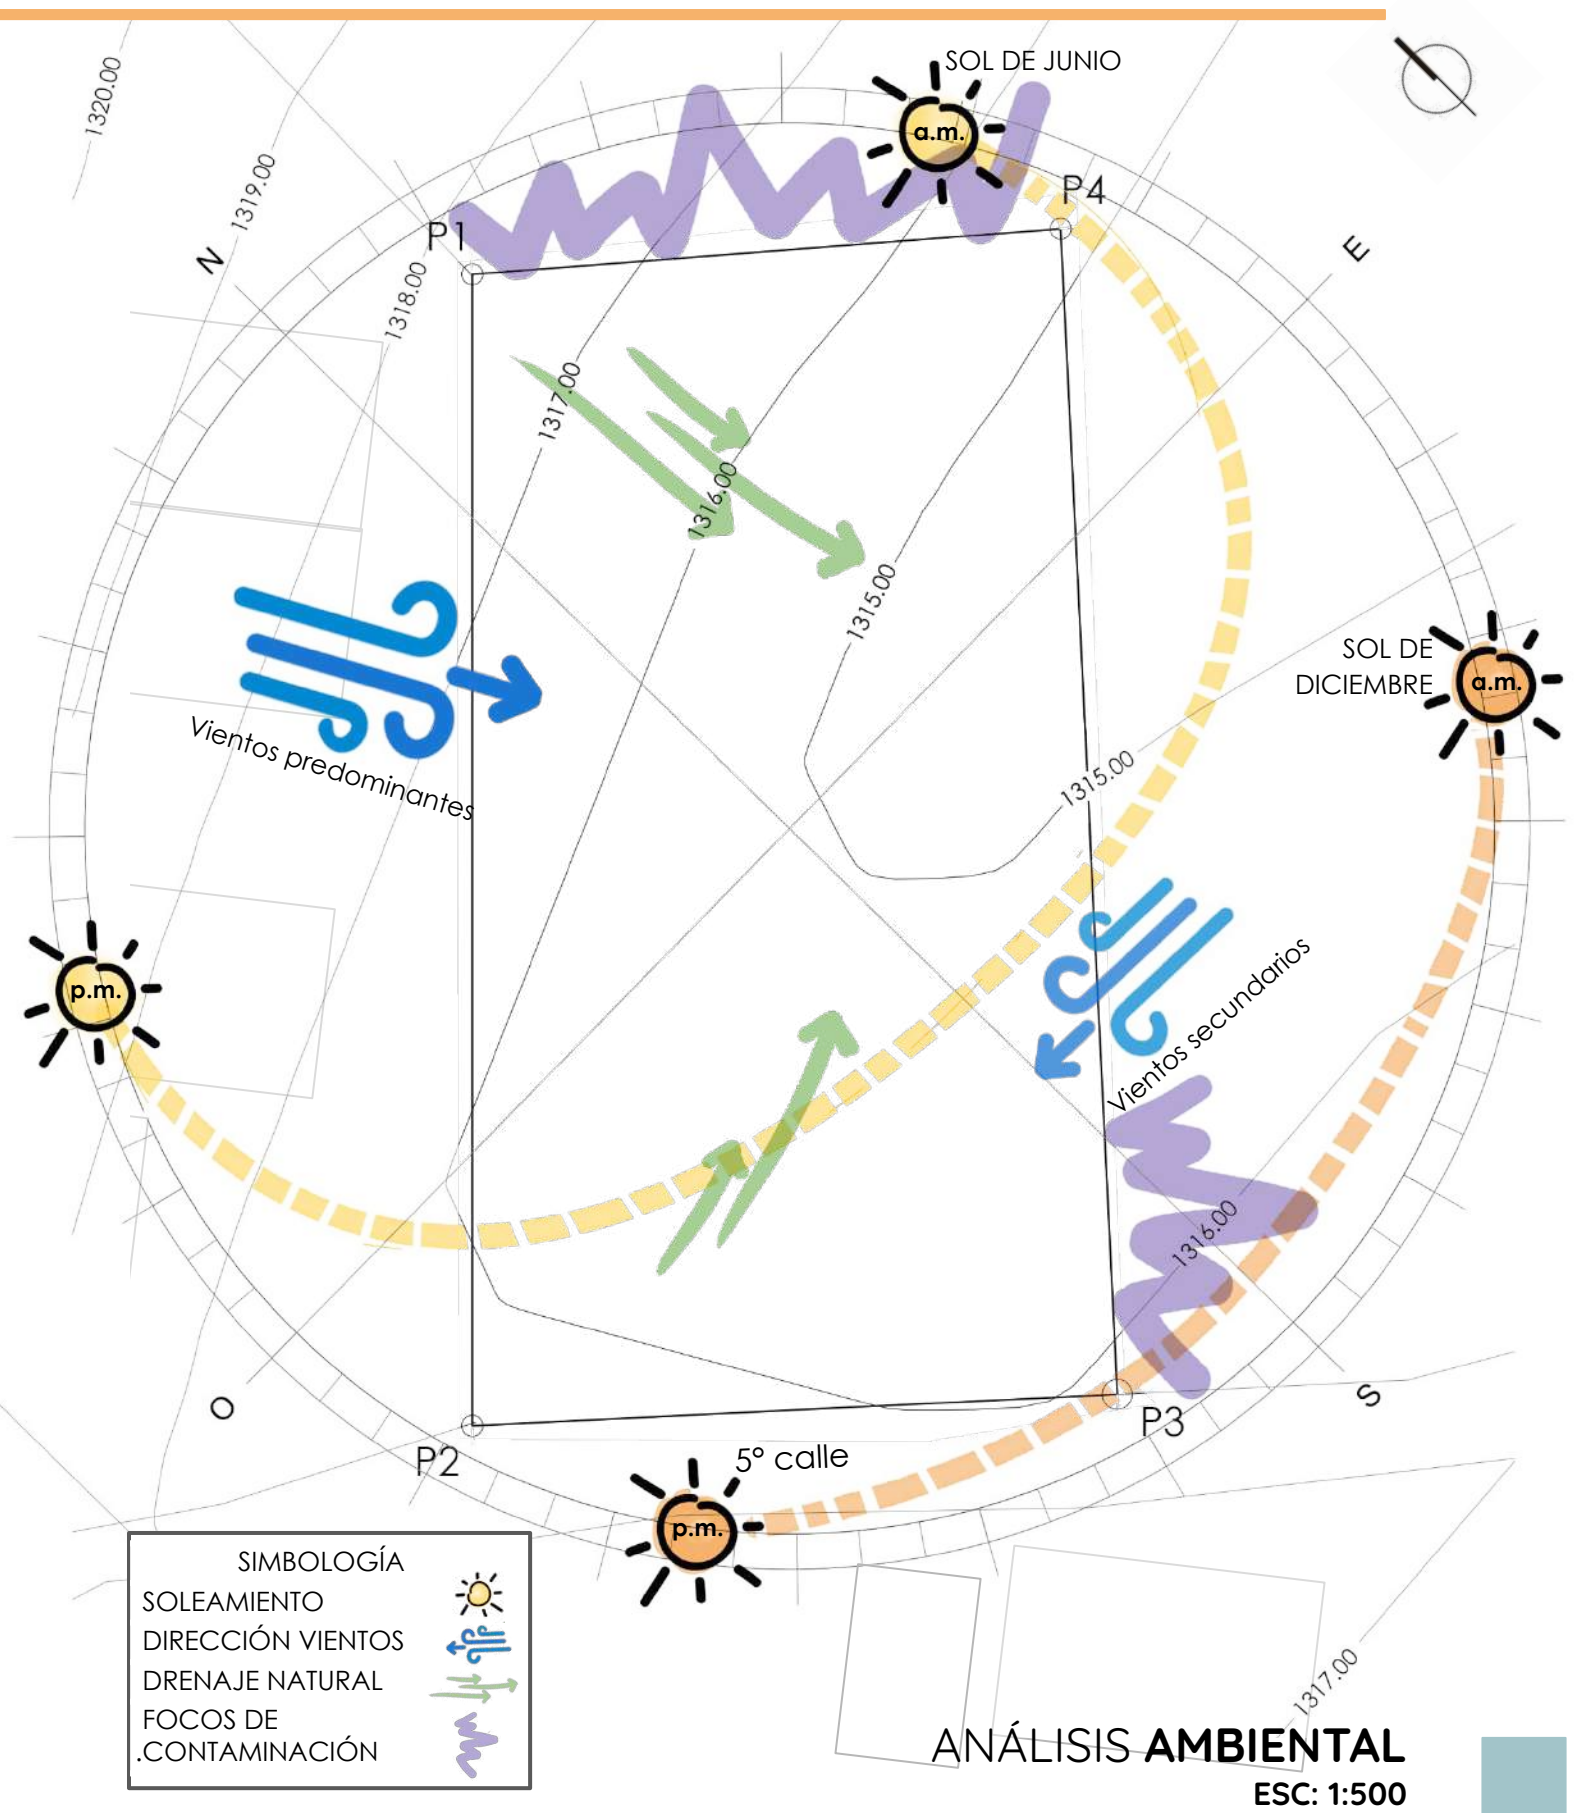 SOL DE JUNIO
a.m.
1320.00
1319.00
P4
P1
N
E
1318.00
1317.00
1316.00
1315.00
SOL DE
DICIEMBRE
a.m.
Vientos predominantes
1315.00
p.m.
Vientos secundarios
1316.00
O
S
P3
P2
5º calle
p.m.
SIMBOLOGÍA
SOLEAMIENTO
DIRECCIÓN VIENTOS
DRENAJE NATURAL
FOCOS DE
.CONTAMINACIÓN
1317.00
ANÁLISIS AMBIENTAL
ESC: 1:500